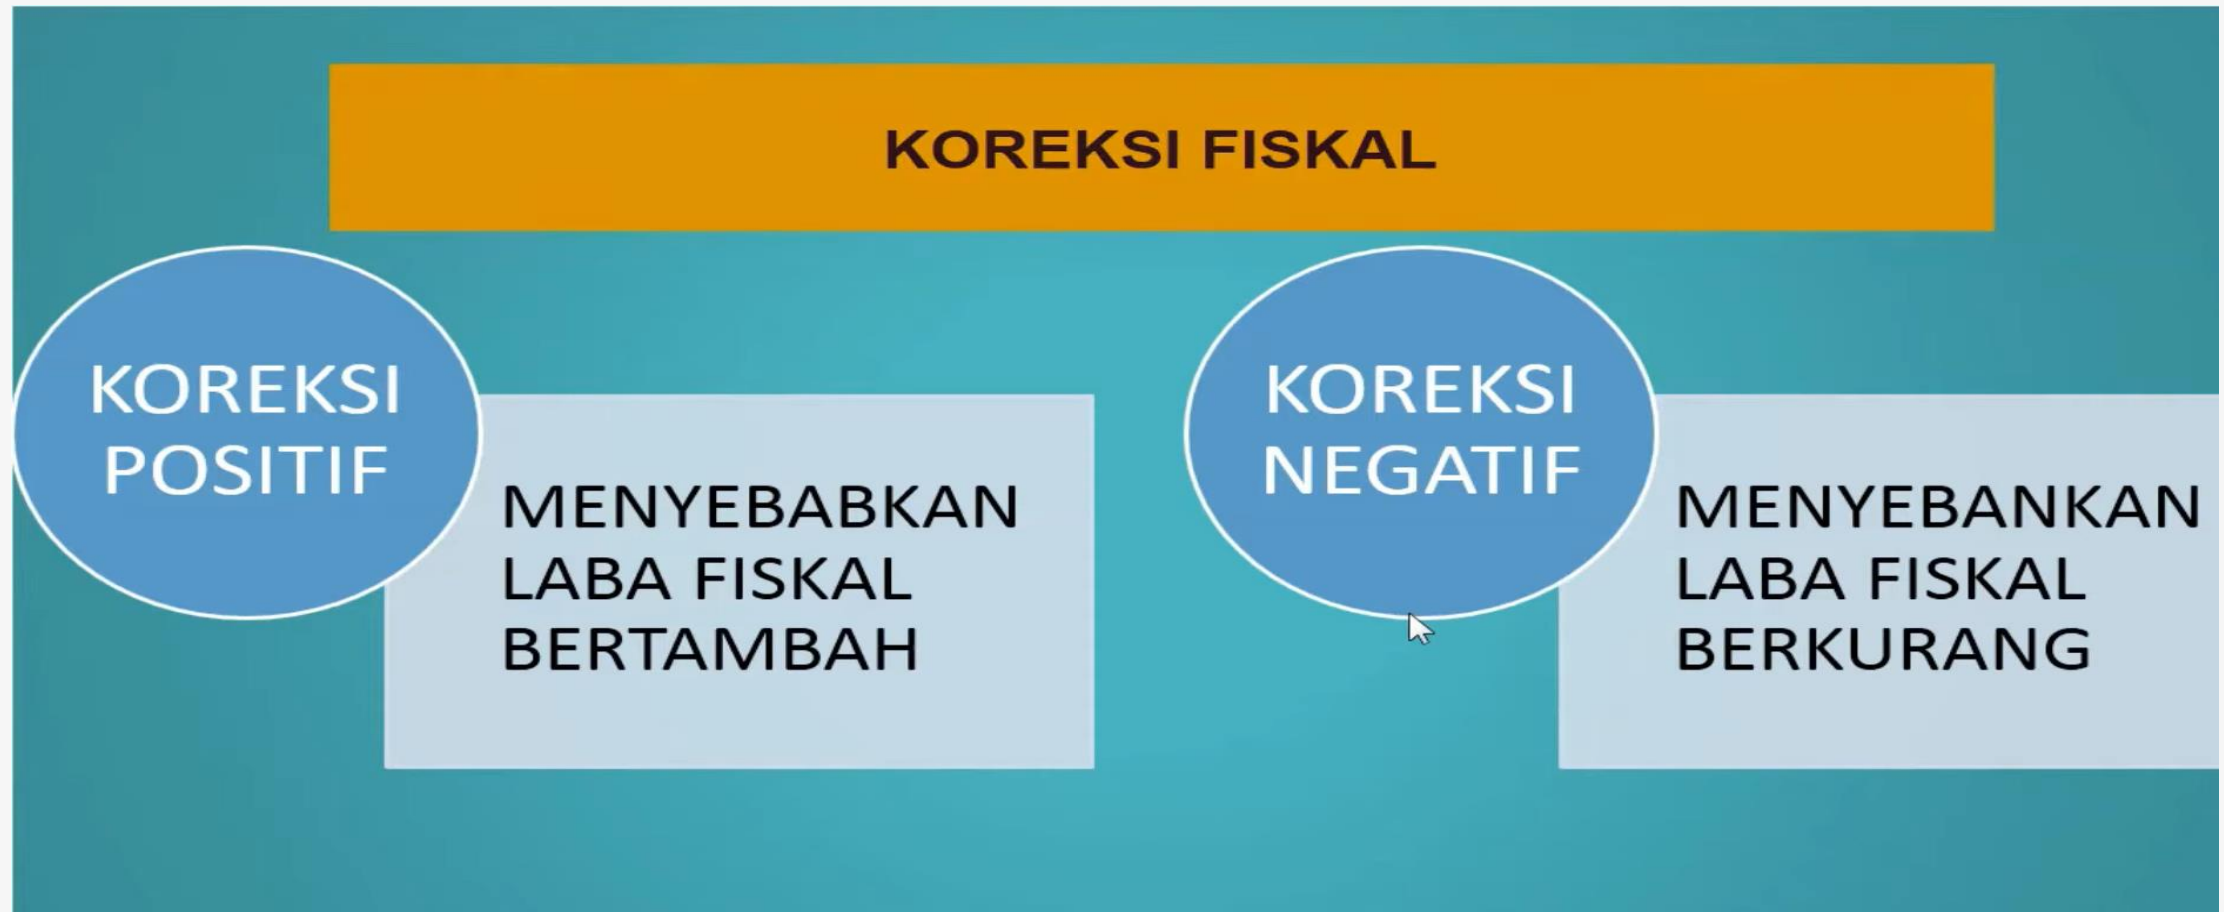 KOREKSI FISKAL
KOREKSI
POSITIF
MENYEBABKAN
LABA FISKAL
BERTAMBAH
KOREKSI
NEGATIF
MENYEBANKAN
LABA FISKAL
BERKURANG